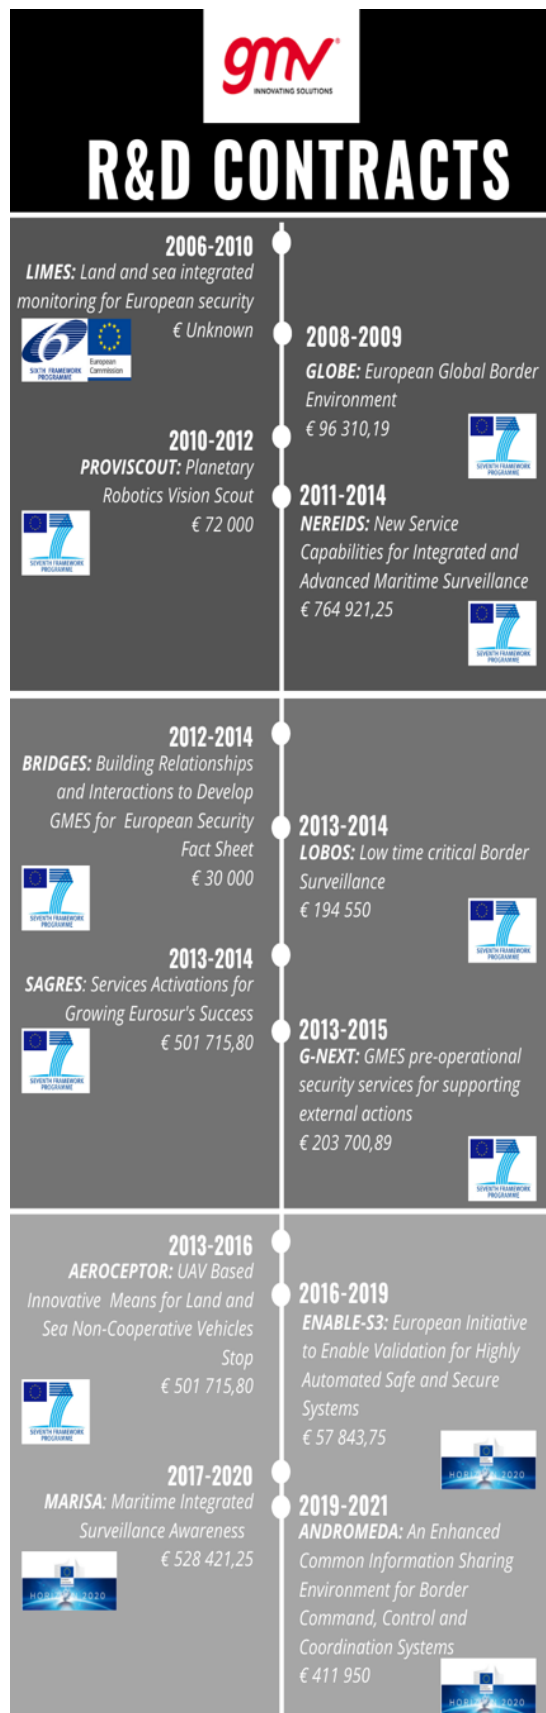 gmv
INNOVATING SOLUTIONS
R&D CONTRACTS
2006-2010
LIMES: Land and sea integrated
monitoring for European security
€ Unknown
6
European
Commission
SIXTH FRAMEWORK
PROGRAMME
2008-2009
GLOBE: European Global Border
Environment
€ 96 310,19
SEVENTH FRAMEWORK
PROGRAMME
2010-2012
PROVISCOUT: Planetary
Robotics Vision Scout
€ 72 000
SEVENTH FRAMEWORK
PROGRAMME
2011-2014
NEREIDS: New Service
Capabilities for Integrated and
Advanced Maritime Surveillance
€ 764 921,25
SEVENTH FRAMEWORK
PROGRAMME
2012-2014
BRIDGES: Building Relationships
and Interactions to Develop
GMES for European Security
Fact Sheet
€ 30 000
SEVENTH FRAMEWORK
PROGRAMME
2013-2014
LOBOS: Low time critical Border
Surveillance
€ 194 550
SEVENTH FRAMEWORK
PROGRAMME
2013-2014
SAGRES: Services Activations for
Growing Eurosur's Success
€ 501 715,80
SEVENTH FRAMEWORK
PROGRAMME
2013-2015
G-NEXT: GMES pre-operational
security services for supporting
external actions
€ 203 700,89
SEVENTH FRAMEWORK
PROGRAMME
2013-2016
AEROCEPTOR: UAV Based
Innovative Means for Land and
Sea Non-Cooperative Vehicles
Stop
€ 501 715,80
SEVENTH FRAMEWORK
PROGRAMME
2016-2019
ENABLE-S3: European Initiative
to Enable Validation for Highly
Automated Safe and Secure
Systems
€ 57 843,75
HORIZON 2020
2017-2020
MARISA: Maritime Integrated
Surveillance Awareness
€ 528 421,25
HORIZON 2020
2019-2021
ANDROMEDA: An Enhanced
Common Information Sharing
Environment for Border
Command, Control and
Coordination Systems
€ 411 950
HORIZON 2020